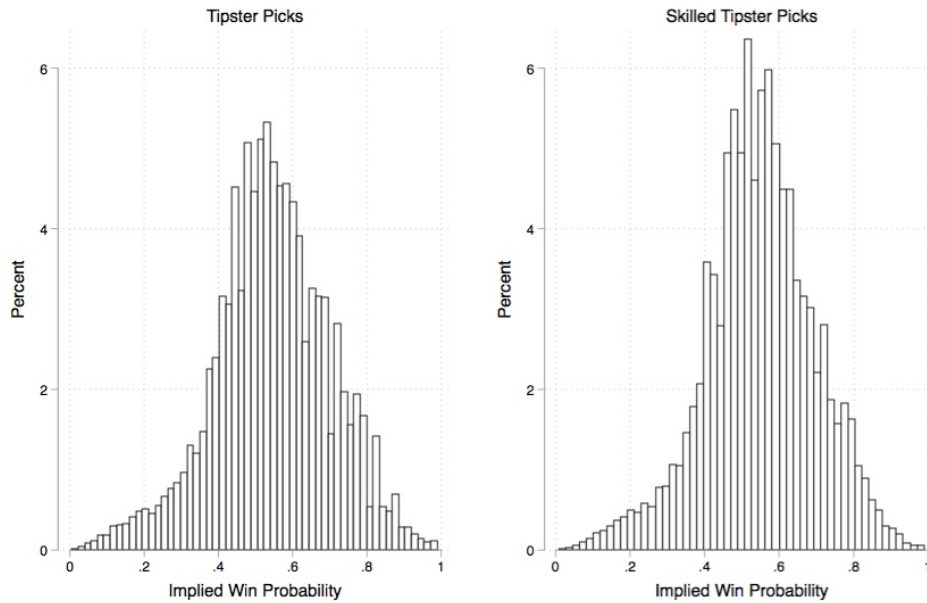 Tipster Picks
6
4
2
0
Percent
0 .2 .4 .6 .8 1
Implied Win Probability
Skilled Tipster Picks
6
4
2
0
Percent
0 .2 .4 .6 .8 1
Implied Win Probability